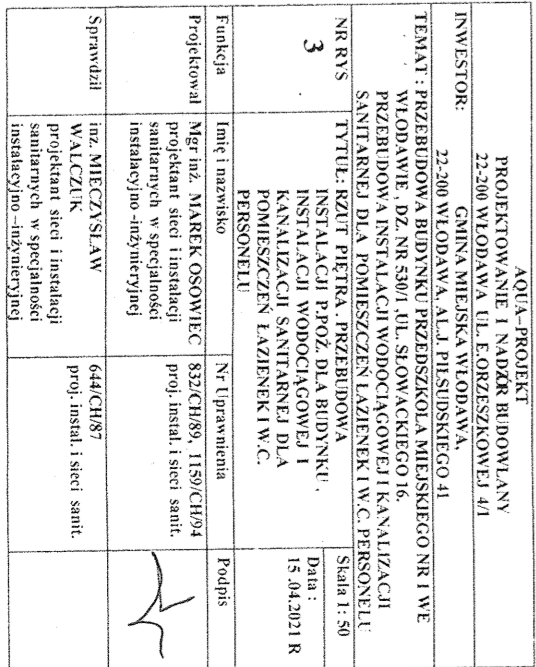 AQUA–PROJEKT
PROJEKTOWANIE I NADZÓR BUDOWLANY
22-200 WŁODAWA UL. E.ORZESZKOWEJ 4/1
INWESTOR: GMINA MIEJSKA WŁODAWA,
22-200 WŁODAWA, AL.J. PIŁSUDSKIEGO 41
TEMAT : PRZEBUDOWA BUDYNKU PRZEDSZKOLA MIEJSKIEGO NR 1 WE
WŁODAWIE , DZ. NR 530/1 ,UL. SŁOWACKIEGO 16.
PRZEBUDOWA INSTALACJI WODOCIĄGOWEJ I KANALIZACJI
SANITARNEJ DLA POMIESZCZEŃ ŁAZIENEK I W.C. PERSONELU
NR RYS
3
TYTUŁ: RZUT PIĘTRA . PRZEBUDOWA
INSTALACJI P.POŻ. DLA BUDYNKU ,
INSTALACJI WODOCIĄGOWEJ I
KANALIZACJI SANITARNEJ DLA
POMIESZCZEŃ ŁAZIENEK I W.C.
PERSONELU
Skala 1: 50
Data :
15 .04.2021 R
Funkcja
Imię i nazwisko
Nr Uprawnienia
Podpis
Projektował
Mgr inż. MAREK OSOWIEC
projektant sieci i instalacji
sanitarnych w specjalności
instalacyjno –inżynieryjnej
832/CH/89, 1159/CH/94
proj. instal. i sieci sanit.
Sprawdził
inż. MIECZYSŁAW
WALCZUK
projektant sieci i instalacji
sanitarnych w specjalności
instalacyjno –inżynieryjnej
644/CH/87
proj. instal. i sieci sanit.